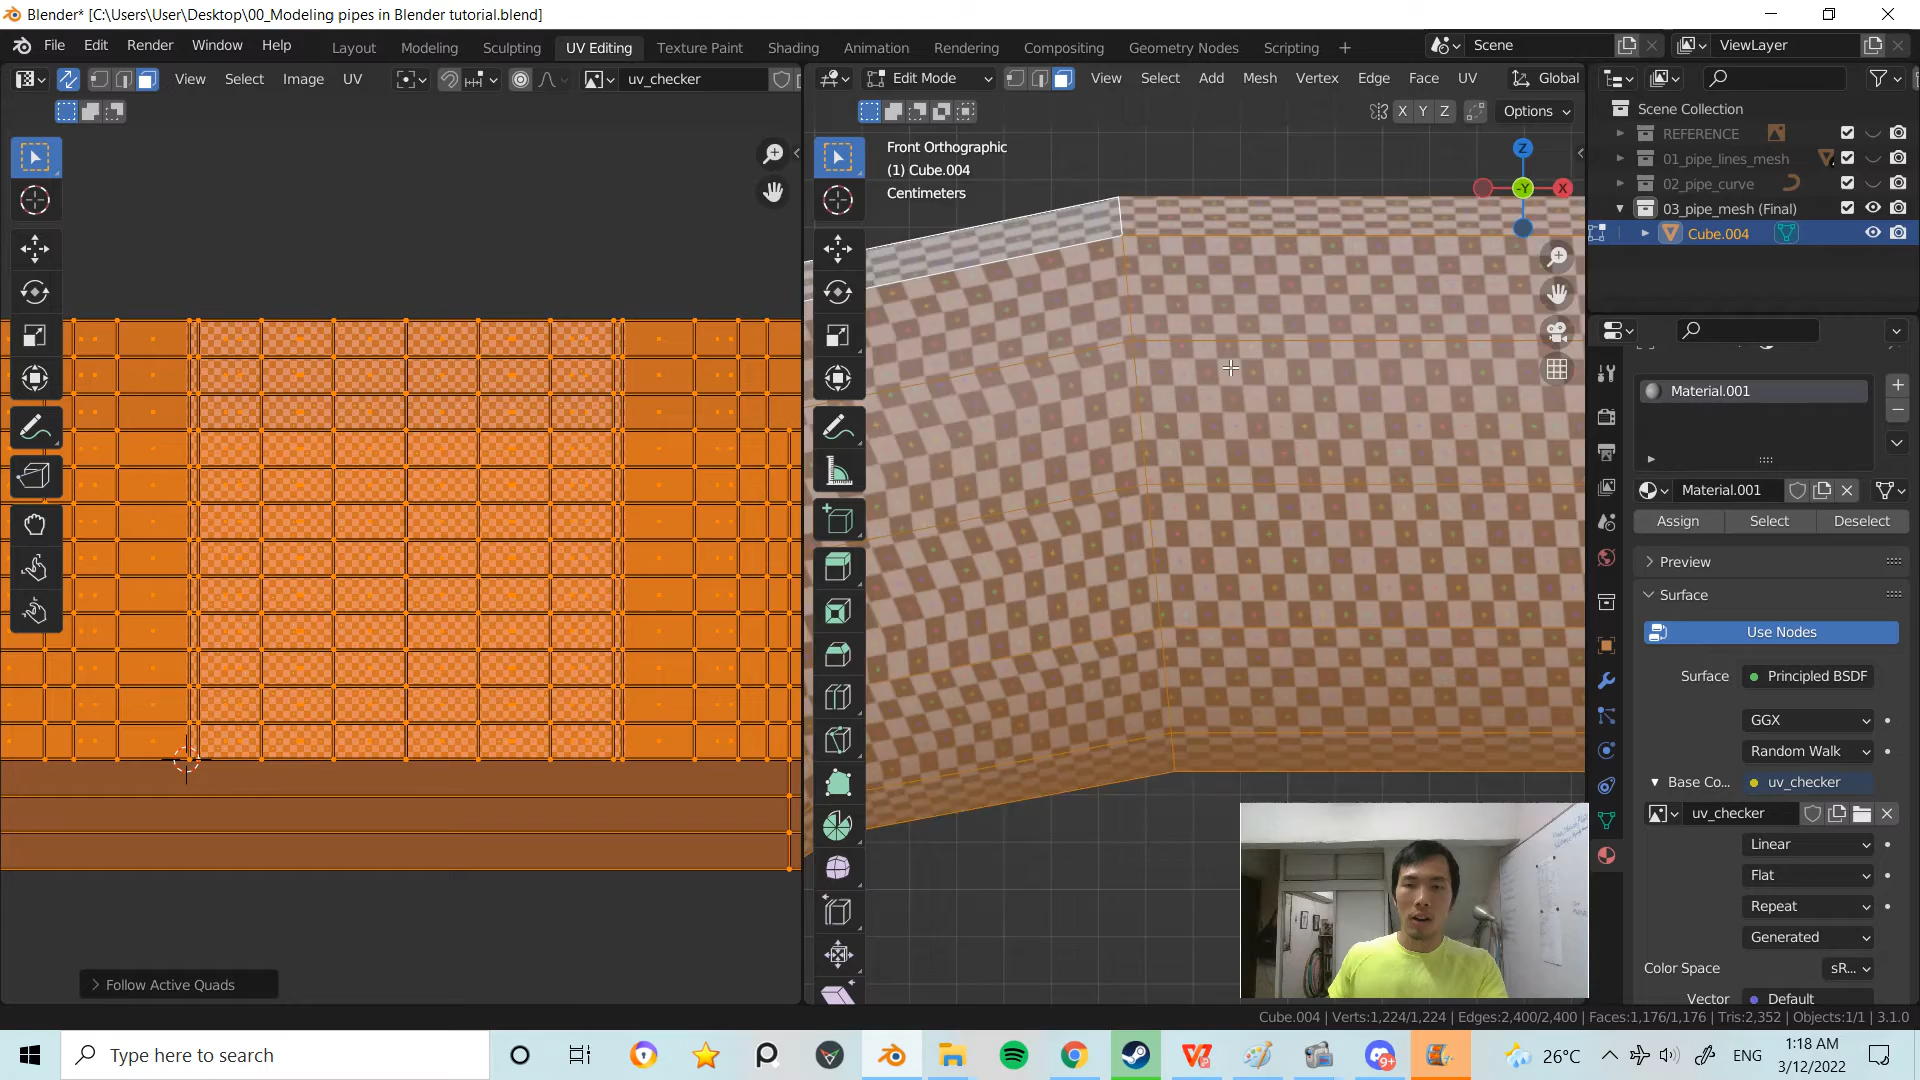 Blender* [C:\Users\User\Desktop\00_Modeling pipes in Blender tutorial.blend]
File Edit Render Window Help Layout Modeling Sculpting UV Editing Texture Paint Shading Animation Rendering Compositing Geometry Nodes Scripting + Scene ViewLayer
View Select Image UV uv_checker Edit Mode View Select Add Mesh Vertex Edge Face UV Global
X Y Z Options
Scene Collection
REFERENCE
01_pipe_lines_mesh
02_pipe_curve
03_pipe_mesh (Final)
Cube.004
Front Orthographic
(1) Cube.004
Centimeters
Z
-Y X
Material.001
Material.001
Assign Select Deselect
Preview
Surface
Use Nodes
Surface Principled BSDF
GGX
Random Walk
Base Co... uv_checker
uv_checker
Linear
Flat
Repeat
Generated
Color Space sR...
Vector Default
Follow Active Quads
Cube.004 | Verts:1,224/1,224 | Edges:2,400/2,400 | Faces:1,176/1,176 | Tris:2,352 | Objects:1/1 | 3.1.0
Type here to search
9+
26°C
ENG
1:18 AM
3/12/2022